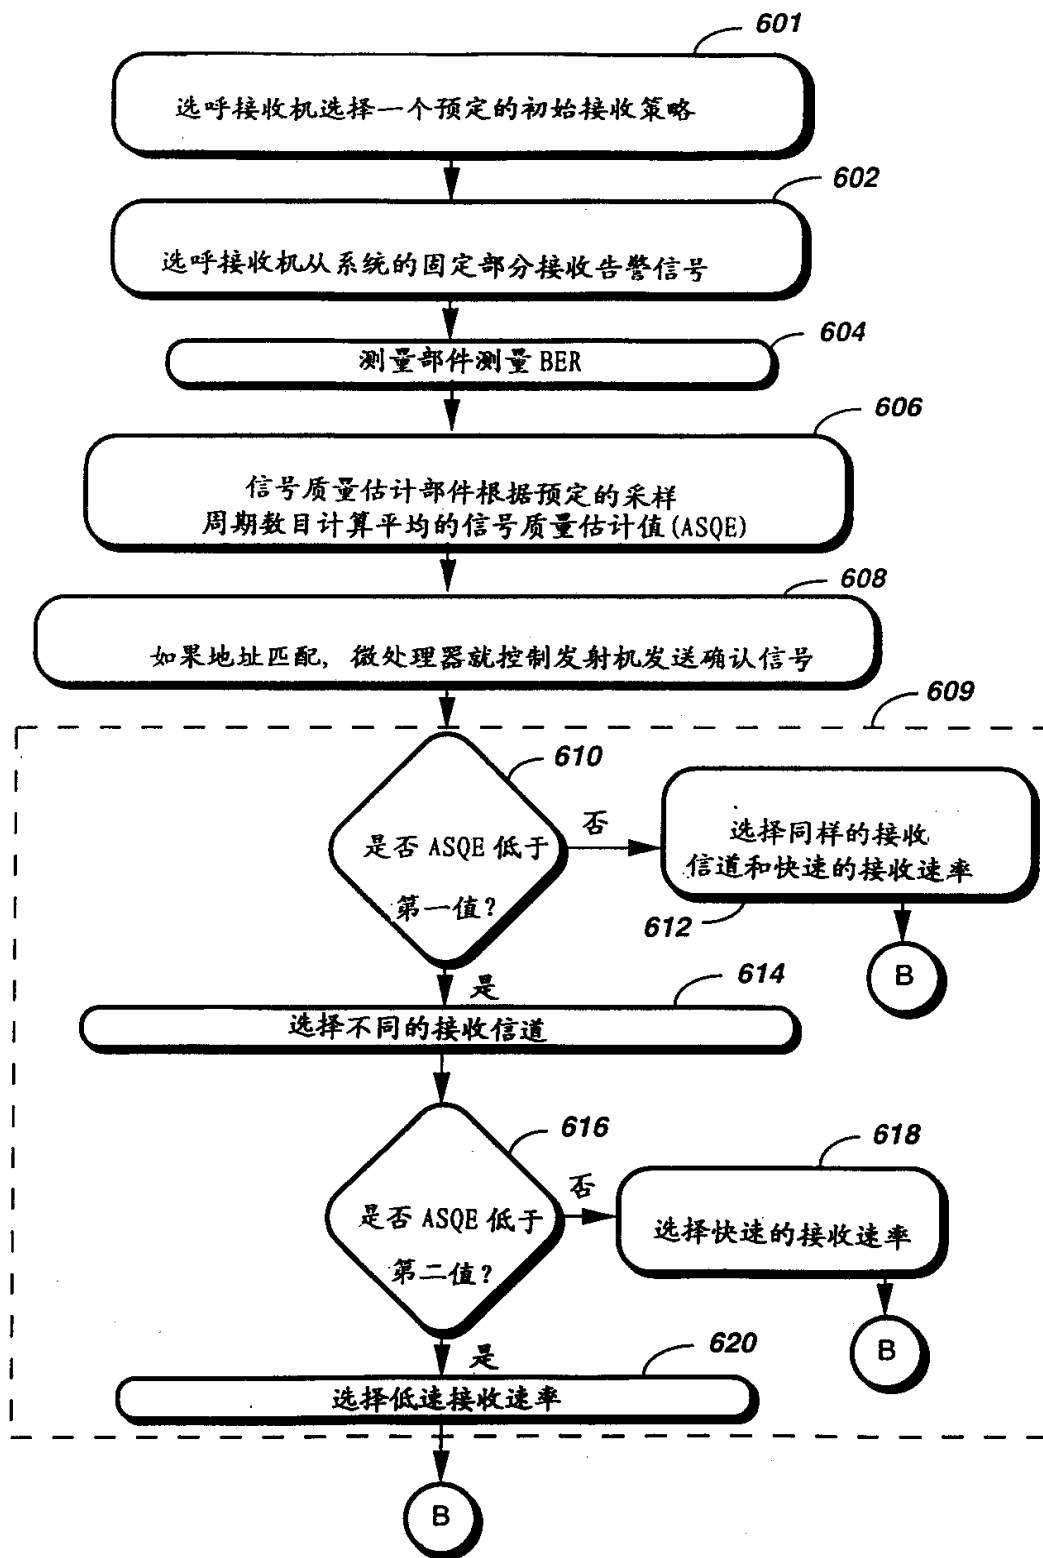 601
选呼接收机选择一个预定的初始接收策略
602
选呼接收机从系统的固定部分接收告警信号
604
测量部件测量 BER
606
信号质量估计部件根据预定的采样
周期数目计算平均的信号质量估计值(ASQE)
608
如果地址匹配, 微处理器就控制发射机发送确认信号
609
610
是否 ASQE 低于
第一值?
否
选择同样的接收
信道和快速的接收速率
612
B
是
614
选择不同的接收信道
616
是否 ASQE 低于
第二值?
否
618
选择快速的接收速率
B
是
620
选择低速接收速率
B